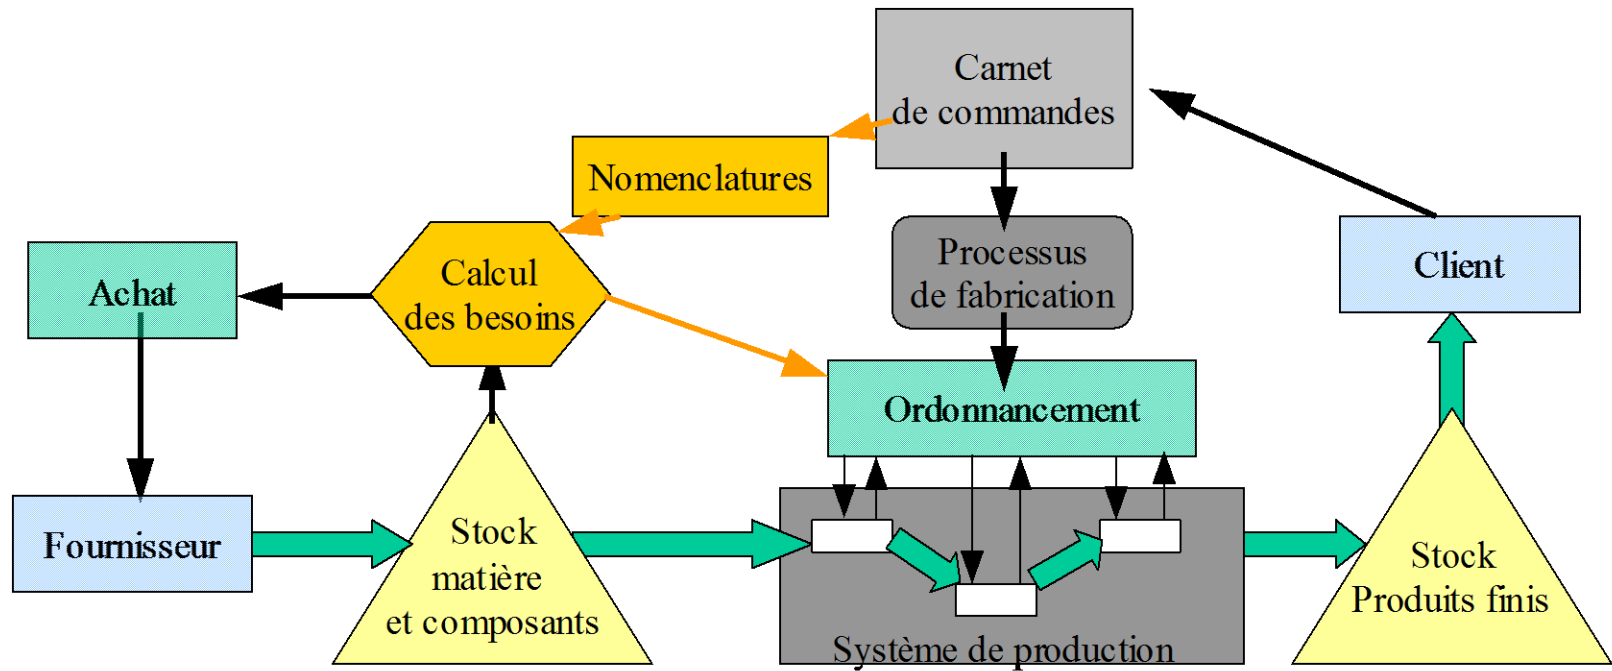 Carnet
de commandes
Nomenclatures
Processus
de fabrication
Client
Achat
Calcul
des besoins
Ordonnancement
Fournisseur
Stock
matière
et composants
Système de production
Stock
Produits finis